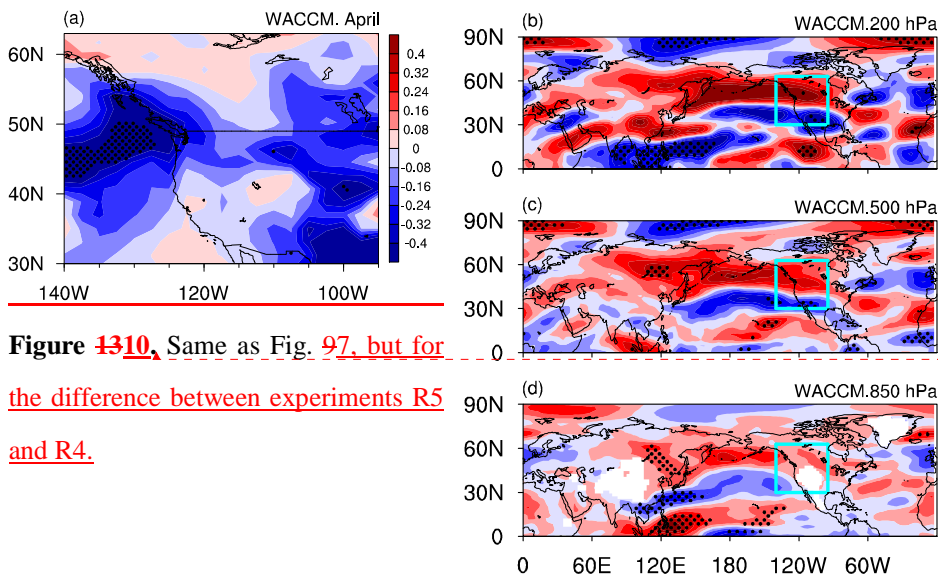 (a) WACCM. April
60N
50N
40N
30N
140W 120W 100W
0.4
0.32
0.24
0.16
0.08
0
-0.08
-0.16
-0.24
-0.32
-0.4
Figure 1310, Same as Fig. 97, but for
the difference between experiments R5
and R4.
(b) WACCM.200 hPa
90N
60N
30N
0
(c) WACCM.500 hPa
90N
60N
30N
0
(d) WACCM.850 hPa
90N
60N
30N
0
0 60E 120E 180 120W 60W